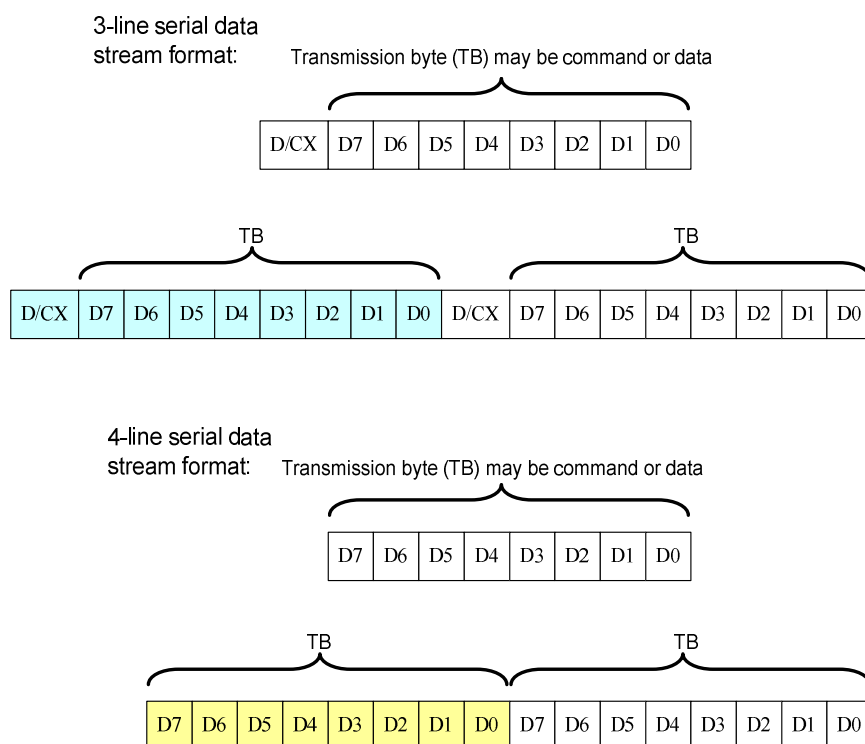 3-line serial data
stream format:
Transmission byte (TB) may be command or data
D/CX D7 D6 D5 D4 D3 D2 D1 D0
TB TB
D/CX D7 D6 D5 D4 D3 D2 D1 D0 D/CX D7 D6 D5 D4 D3 D2 D1 D0
4-line serial data
stream format:
Transmission byte (TB) may be command or data
D7 D6 D5 D4 D3 D2 D1 D0
TB TB
D7 D6 D5 D4 D3 D2 D1 D0 D7 D6 D5 D4 D3 D2 D1 D0